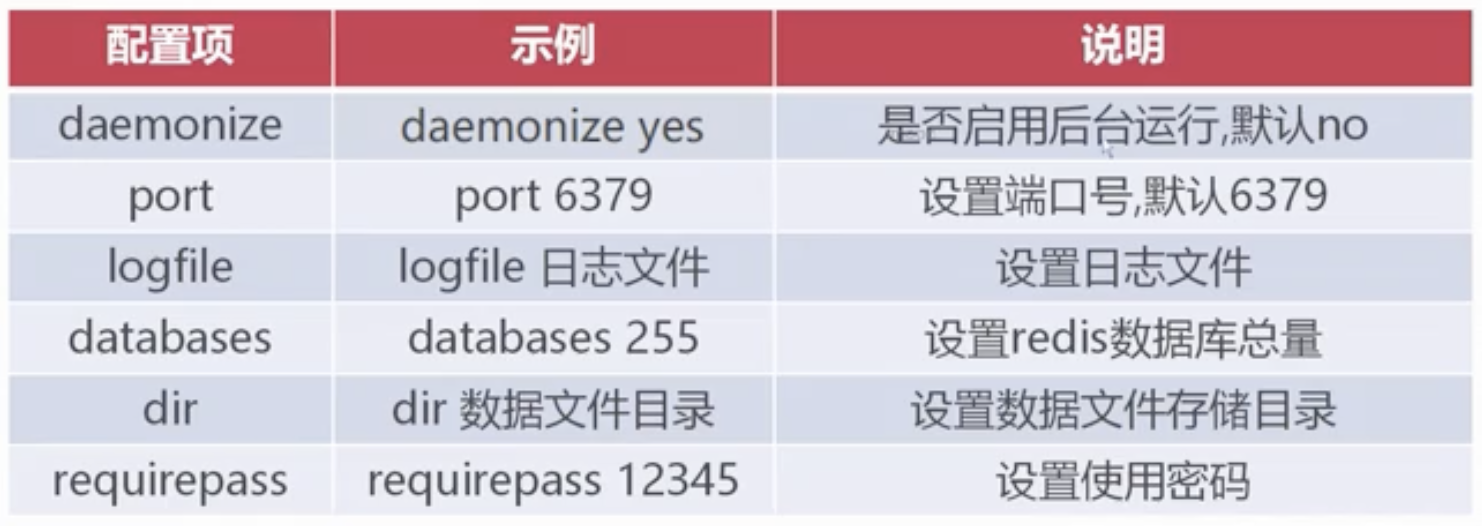 配置项 示例 说明
daemonize daemonize yes 是否启用后台运行,默认no
port port 6379 设置端口号,默认6379
logfile logfile 日志文件 设置日志文件
databases databases 255 设置redis数据库总量
dir dir 数据文件目录 设置数据文件存储目录
requirepass requirepass 12345 设置使用密码